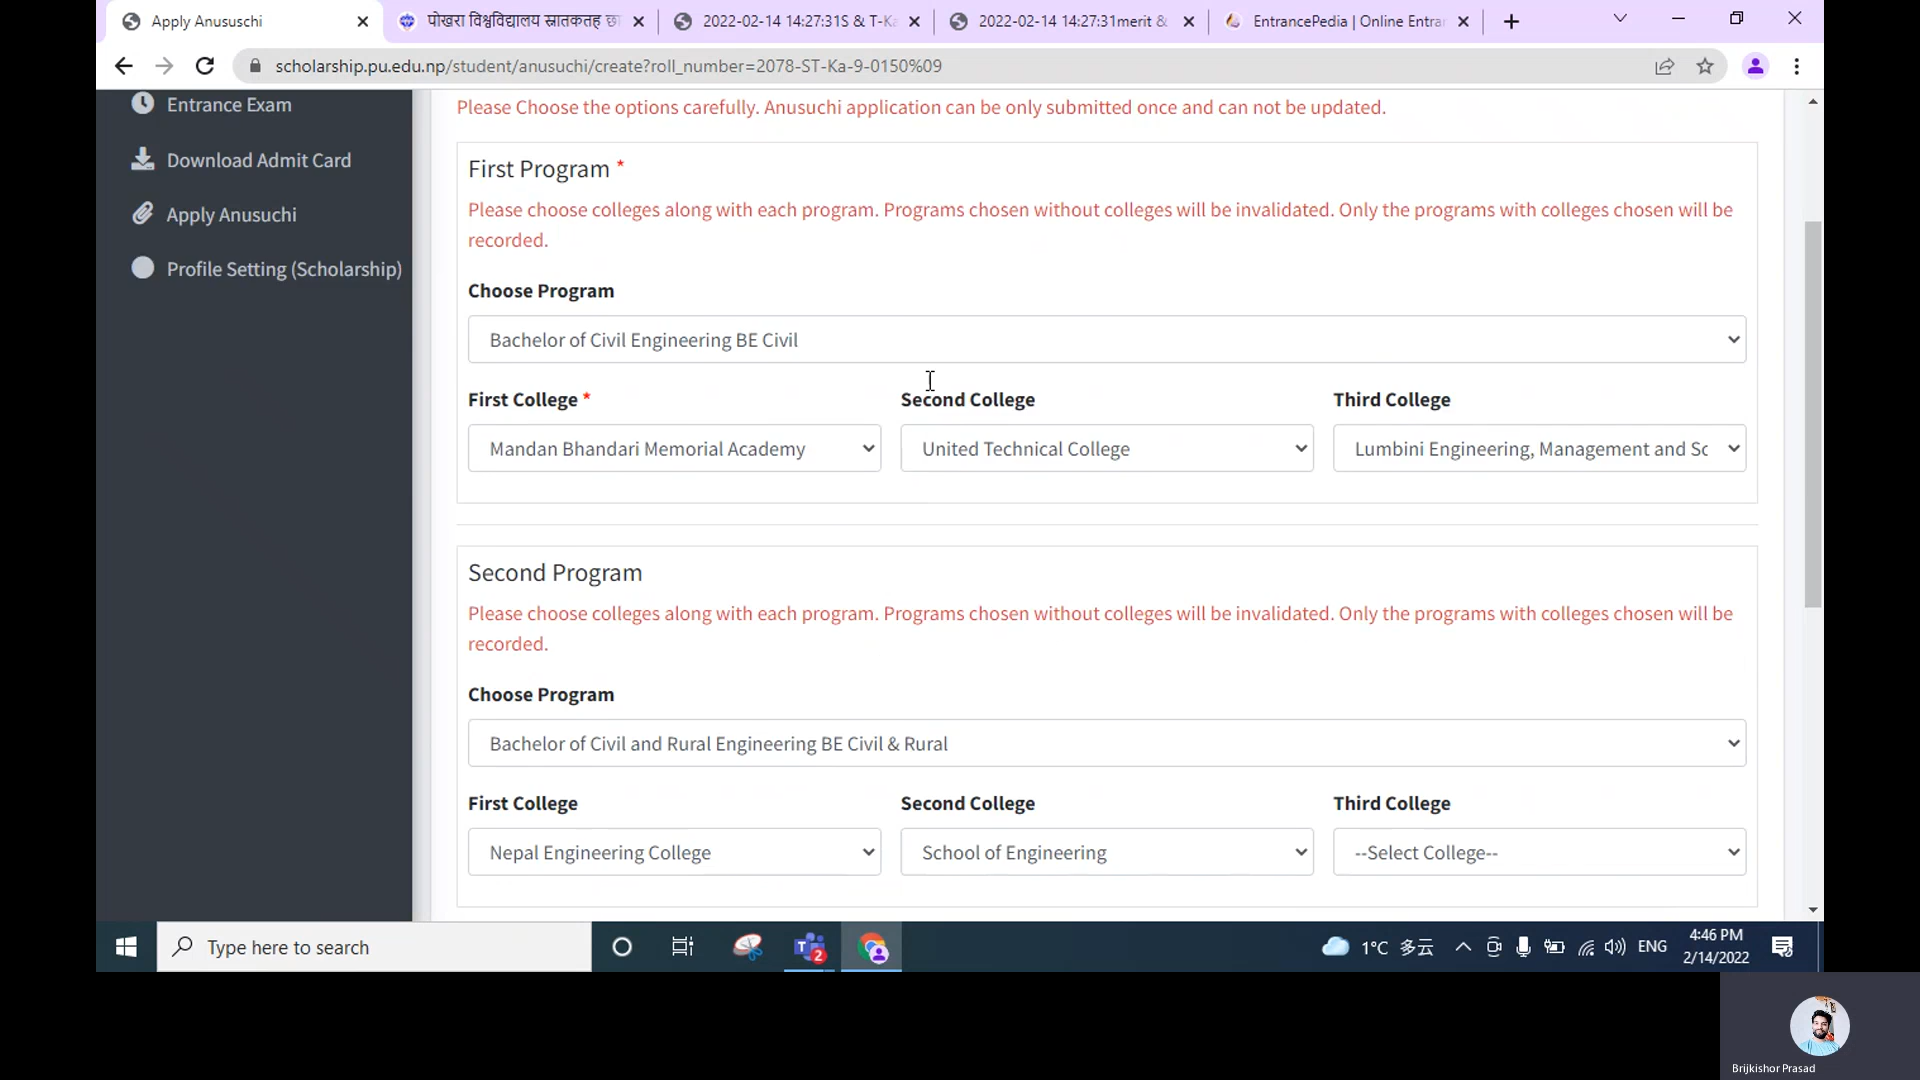 Apply Anususchi
पोखरा विश्वविद्यालय स्नातकतह छा
2022-02-14 14:27:31S & T-Ka
2022-02-14 14:27:31merit &
EntrancePedia | Online Entran
scholarship.pu.edu.np/student/anusuchi/create?roll_number=2078-ST-Ka-9-0150%09
Entrance Exam
Download Admit Card
Apply Anusuchi
Profile Setting (Scholarship)
Please Choose the options carefully. Anusuchi application can be only submitted once and can not be updated.
First Program *
Please choose colleges along with each program. Programs chosen without colleges will be invalidated. Only the programs with colleges chosen will be
recorded.
Choose Program
Bachelor of Civil Engineering BE Civil
First College *
Second College
Third College
Mandan Bhandari Memorial Academy
United Technical College
Lumbini Engineering, Management and Sc
Second Program
Please choose colleges along with each program. Programs chosen without colleges will be invalidated. Only the programs with colleges chosen will be
recorded.
Choose Program
Bachelor of Civil and Rural Engineering BE Civil & Rural
First College
Second College
Third College
Nepal Engineering College
School of Engineering
--Select College--
Type here to search
2
1°C 多云
ENG
4:46 PM
2/14/2022
Brijkishor Prasad